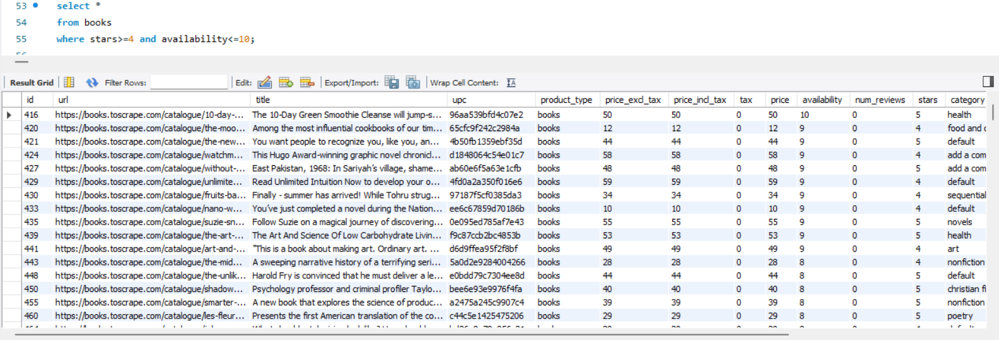 53 select *
54 from books
55 where stars>=4 and availability<=10;
Result Grid Filter Rows: Edit: Export/Import: Wrap Cell Content:
id url title upc product_type price_excl_tax price_incl_tax tax price availability num_reviews stars category
416 https://books.toscrape.com/catalogue/10-day-... The 10-Day Green Smoothie Cleanse will jump-s... 96aa539bfd4c07e2 books 50 50 0 50 10 0 5 health
420 https://books.toscrape.com/catalogue/the-moo... Among the most influential cookbooks of our tim... 65cfc9f242c2984a books 12 12 0 12 9 0 4 food and d
421 https://books.toscrape.com/catalogue/the-new... You want people to recognize you, like you, an... 4b50fb1359ebf35d books 44 44 0 44 9 0 5 default
424 https://books.toscrape.com/catalogue/watchm... This Hugo Award-winning graphic novel chronicl... d1848064c54e01c7 books 58 58 0 58 9 0 4 add a com
427 https://books.toscrape.com/catalogue/without-... East Pakistan, 1968: In Sariyah’s village, shame... ab60e6f5a63e1cfb books 48 48 0 48 9 0 5 add a com
429 https://books.toscrape.com/catalogue/unlimite... Read Unlimited Intuition Now to develop your o... 4fd0a2a350f016e6 books 59 59 0 59 9 0 4 default
430 https://books.toscrape.com/catalogue/fruits-ba... Finally - summer has arrived! While Tohru strug... 97187f5cf0385da3 books 34 34 0 34 9 0 4 sequential
433 https://books.toscrape.com/catalogue/nano-w... You’ve just completed a novel during the Nation... ee6c67859d70186b books 10 10 0 10 9 0 4 default
435 https://books.toscrape.com/catalogue/suzie-sn... Follow Suzie on a magical journey of discovering... 0e095ed785af7e43 books 55 55 0 55 9 0 5 novels
439 https://books.toscrape.com/catalogue/the-art-... The Art And Science Of Low Carbohydrate Livin... f9c87ccb2bc4853b books 53 53 0 53 9 0 5 health
441 https://books.toscrape.com/catalogue/art-and-... "This is a book about making art. Ordinary art. ... d6d9ffea95f2f8bf books 49 49 0 49 9 0 4 art
443 https://books.toscrape.com/catalogue/the-mid... A sweeping narrative history of a terrifying seri... 5a0d2e9284004266 books 28 28 0 28 8 0 4 nonfiction
448 https://books.toscrape.com/catalogue/the-unlik... Harold Fry is convinced that he must deliver a le... e0bdd79c7304ee8d books 44 44 0 44 8 0 5 default
450 https://books.toscrape.com/catalogue/shadow... Psychology professor and criminal profiler Taylo... bee6e93e9976f4fa books 40 40 0 40 8 0 5 christian fi
455 https://books.toscrape.com/catalogue/smarter-... A new book that explores the science of produc... a2475a245c9907c4 books 39 39 0 39 8 0 5 nonfiction
460 https://books.toscrape.com/catalogue/les-fleur... Presents the first American translation of the co... c44c5e1425475206 books 29 29 0 29 8 0 5 poetry